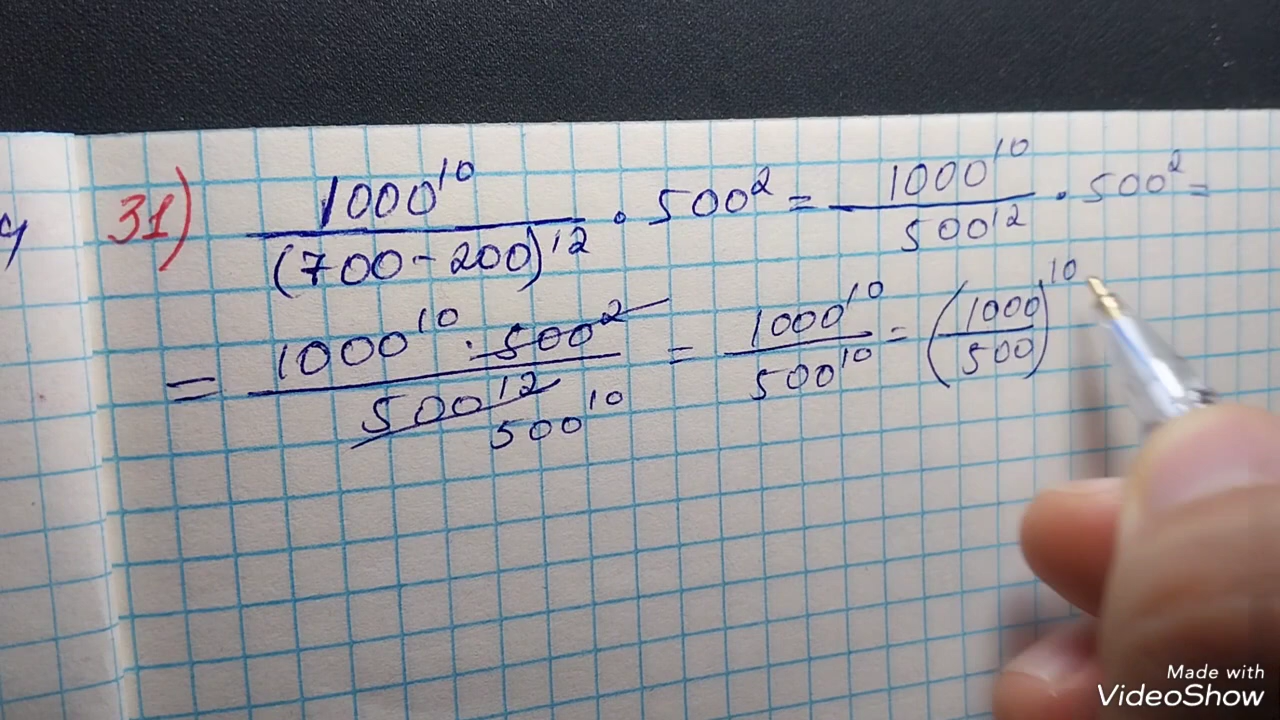 31) 1000^10 / (700 - 200)^12 · 500^2 = 1000^10 / 500^12 · 500^2 =
= 1000^10 · 500^2 / 500^12 500^10 = 1000^10 / 500^10 = (1000 / 500)^10
Made with
VideoShow